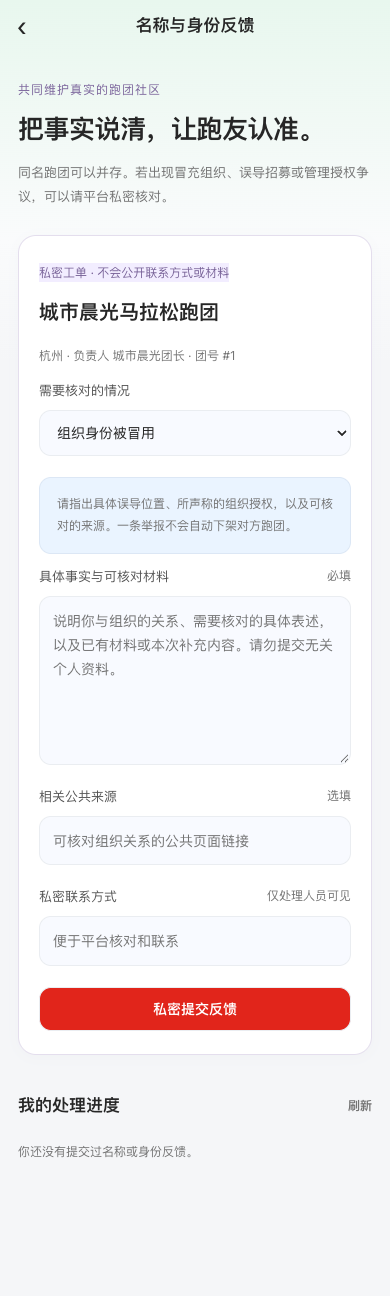 名称与身份反馈
共同维护真实的跑团社区
把事实说清，让跑友认准。
同名跑团可以并存。若出现冒充组织、误导招募或管理授权争
议，可以请平台私密核对。
私密工单 · 不会公开联系方式或材料
城市晨光马拉松跑团
杭州 · 负责人 城市晨光团长 · 团号 #1
需要核对的情况
组织身份被冒用
请指出具体误导位置、所声称的组织授权，以及可核
对的来源。一条举报不会自动下架对方跑团。
具体事实与可核对材料 必填
说明你与组织的关系、需要核对的具体表述，
以及已有材料或本次补充内容。请勿提交无关
个人资料。
相关公共来源 选填
可核对组织关系的公共页面链接
私密联系方式 仅处理人员可见
便于平台核对和联系
私密提交反馈
我的处理进度 刷新
你还没有提交过名称或身份反馈。